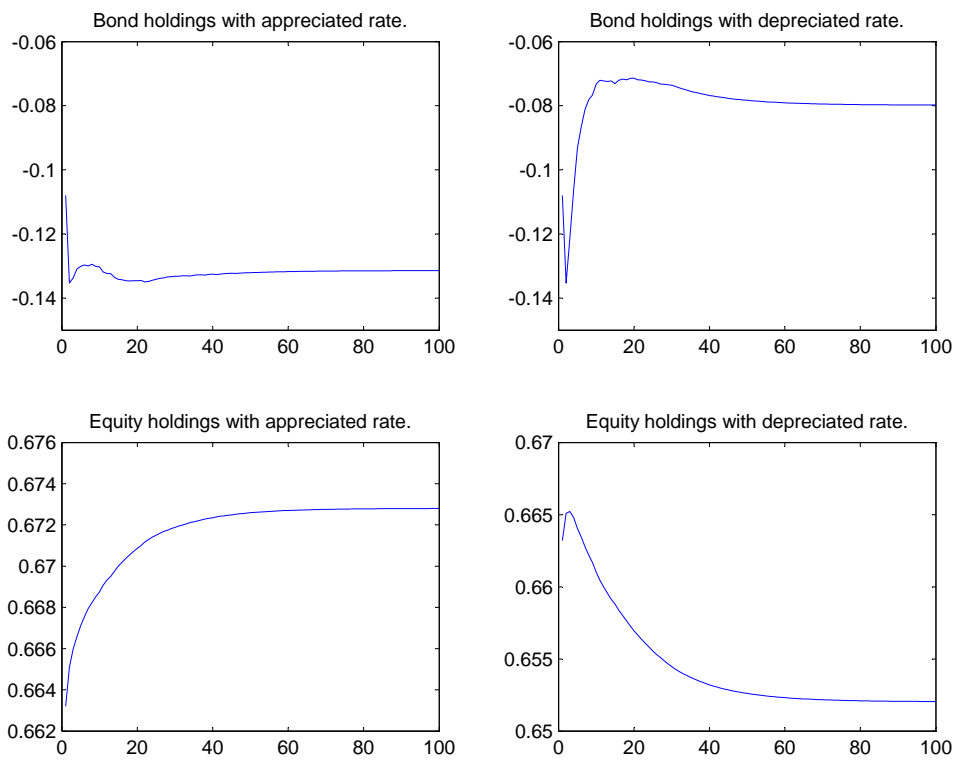 Bond holdings with appreciated rate.
-0.06
-0.08
-0.1
-0.12
-0.14
0 20 40 60 80 100
Bond holdings with depreciated rate.
-0.06
-0.08
-0.1
-0.12
-0.14
0 20 40 60 80 100
Equity holdings with appreciated rate.
0.676
0.674
0.672
0.67
0.668
0.666
0.664
0.662
0 20 40 60 80 100
Equity holdings with depreciated rate.
0.67
0.665
0.66
0.655
0.65
0 20 40 60 80 100